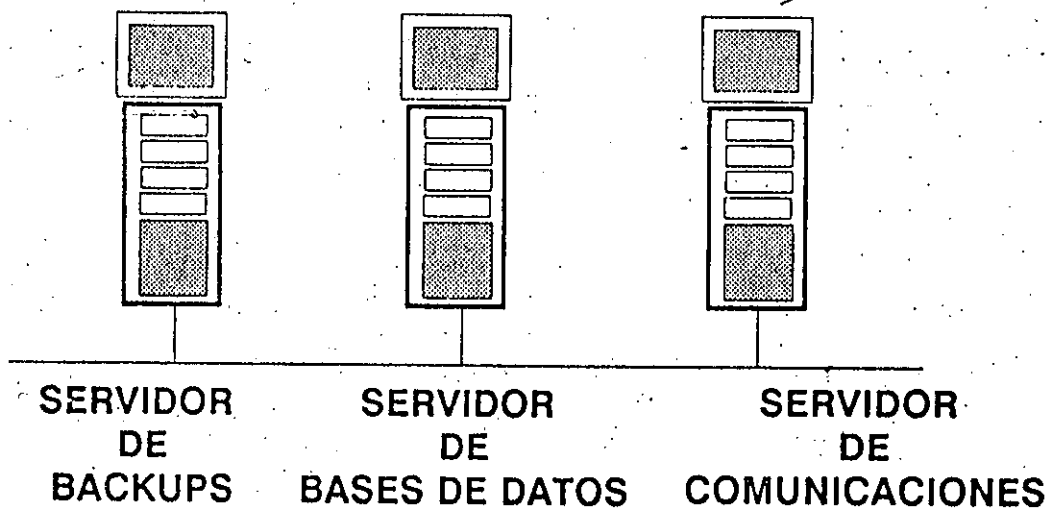 SERVIDOR
DE
BACKUPS
SERVIDOR
DE
BASES DE DATOS
SERVIDOR
DE
COMUNICACIONES